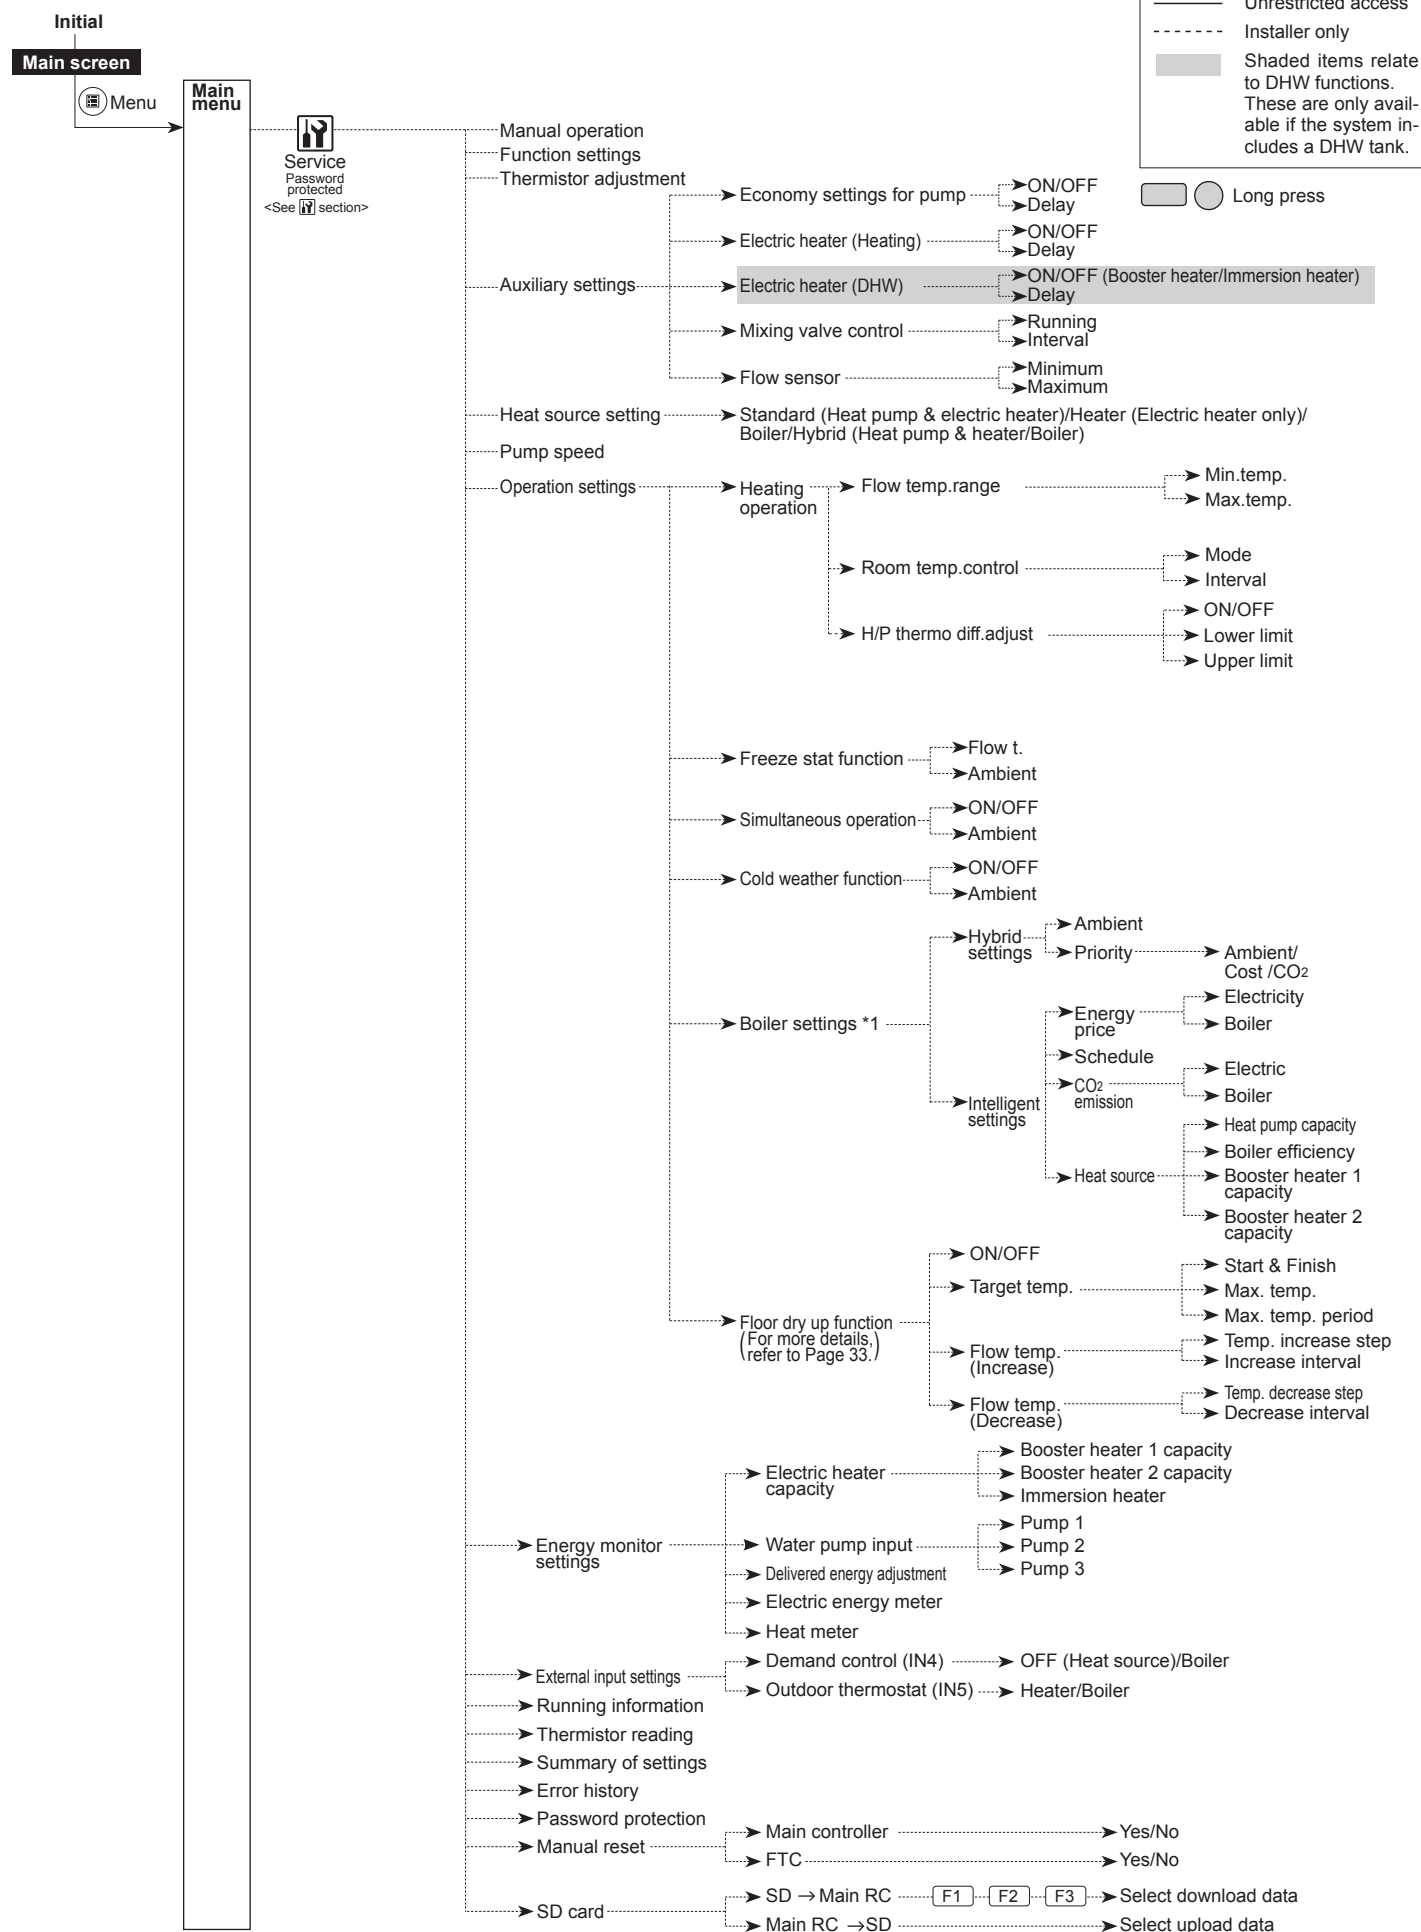 Initial
Main screen
Menu
Main
menu
Service
Password
protected
<See section>
Unrestricted access
Installer only
Shaded items relate
to DHW functions.
These are only avail-
able if the system in-
cludes a DHW tank.
Long press
Manual operation
Function settings
Thermistor adjustment
Auxiliary settings
Economy settings for pump
ON/OFF
Delay
Electric heater (Heating)
ON/OFF
Delay
Electric heater (DHW)
ON/OFF (Booster heater/Immersion heater)
Delay
Mixing valve control
Running
Interval
Flow sensor
Minimum
Maximum
Heat source setting
Standard (Heat pump & electric heater)/Heater (Electric heater only)/
Boiler/Hybrid (Heat pump & heater/Boiler)
Pump speed
Operation settings
Heating
operation
Flow temp.range
Min.temp.
Max.temp.
Room temp.control
Mode
Interval
H/P thermo diff.adjust
ON/OFF
Lower limit
Upper limit
Freeze stat function
Flow t.
Ambient
Simultaneous operation
ON/OFF
Ambient
Cold weather function
ON/OFF
Ambient
Boiler settings *1
Hybrid
settings
Ambient
Priority
Ambient/
Cost /CO2
Intelligent
settings
Energy
price
Electricity
Boiler
Schedule
CO2
emission
Electric
Boiler
Heat source
Heat pump capacity
Boiler efficiency
Booster heater 1
capacity
Booster heater 2
capacity
Floor dry up function
(For more details,
refer to Page 33.)
ON/OFF
Target temp.
Start & Finish
Max. temp.
Max. temp. period
Flow temp.
(Increase)
Temp. increase step
Increase interval
Flow temp.
(Decrease)
Temp. decrease step
Decrease interval
Energy monitor
settings
Electric heater
capacity
Booster heater 1 capacity
Booster heater 2 capacity
Immersion heater
Water pump input
Pump 1
Pump 2
Pump 3
Delivered energy adjustment
Electric energy meter
Heat meter
External input settings
Demand control (IN4)
OFF (Heat source)/Boiler
Outdoor thermostat (IN5)
Heater/Boiler
Running information
Thermistor reading
Summary of settings
Error history
Password protection
Manual reset
Main controller
Yes/No
FTC
Yes/No
SD card
SD → Main RC
F1
F2
F3
Select download data
Main RC → SD
Select upload data